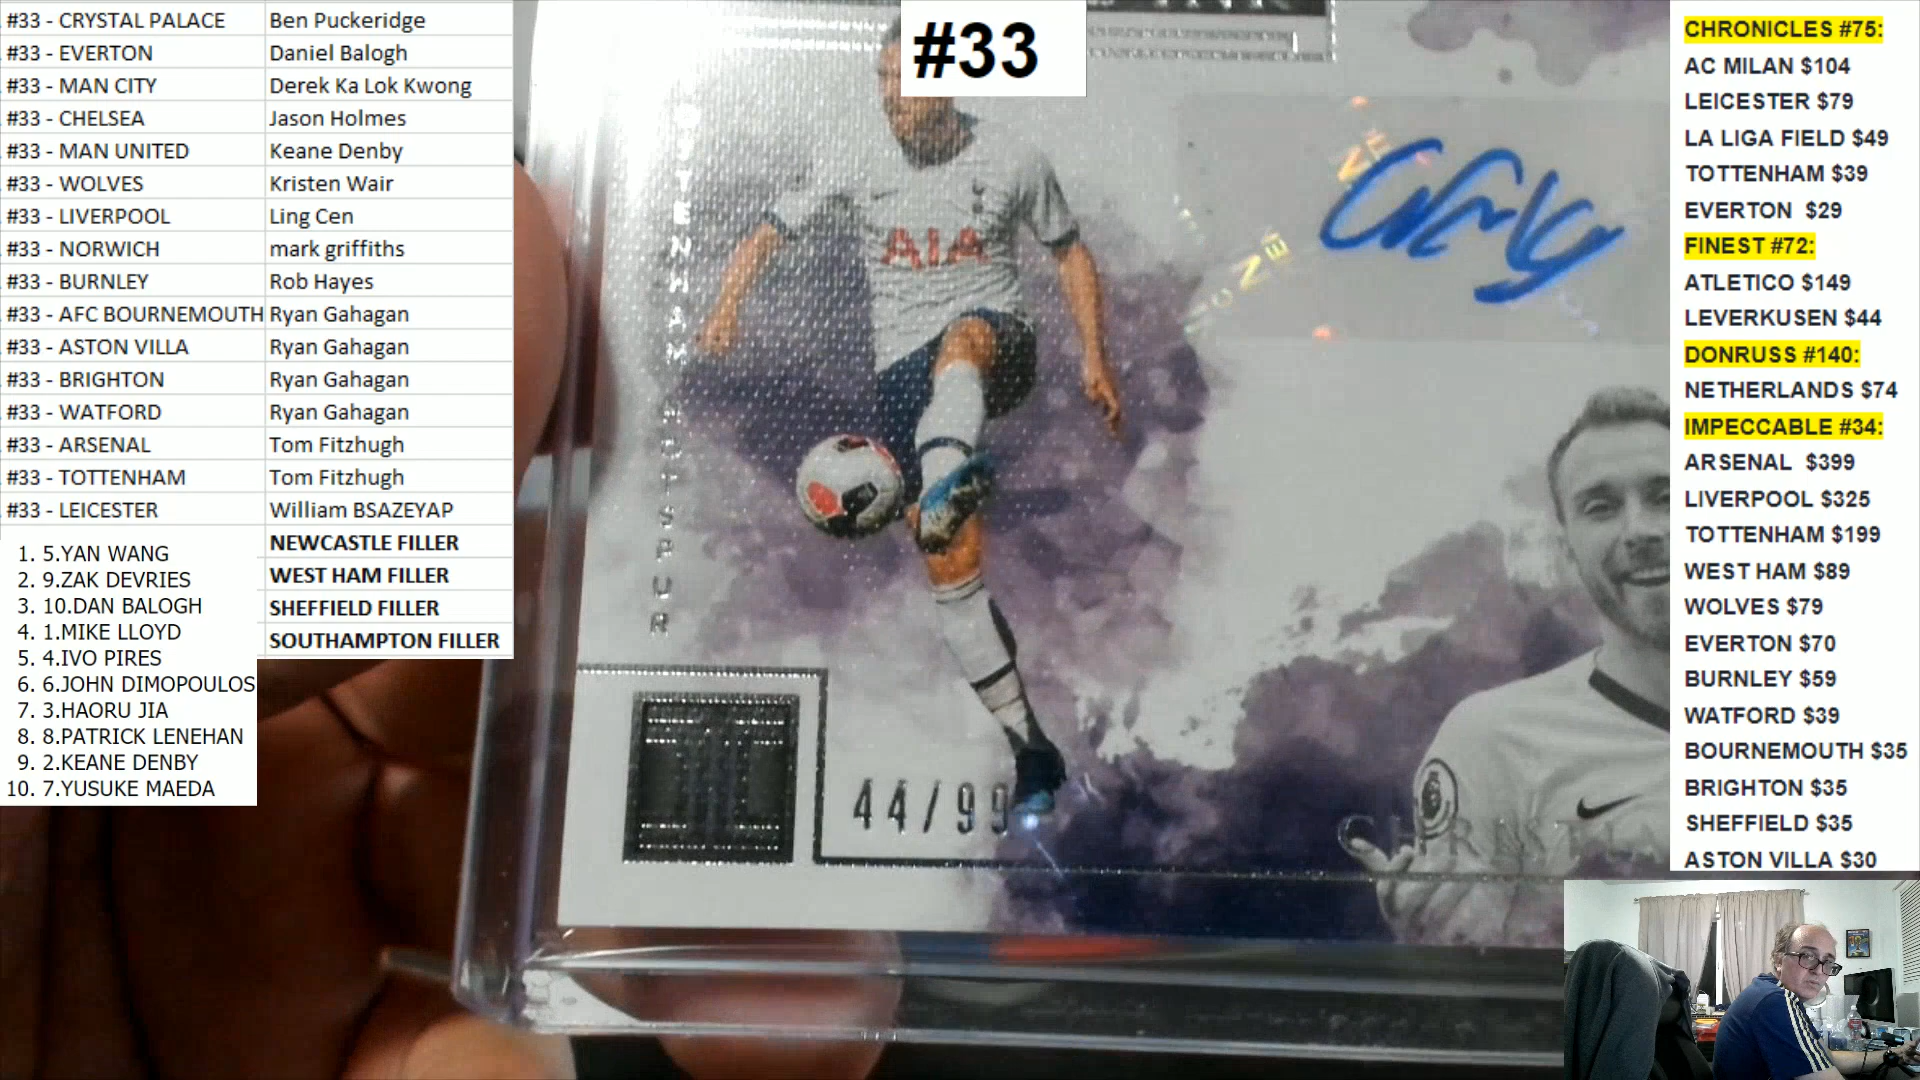 #33 - CRYSTAL PALACE Ben Puckeridge
#33 - EVERTON Daniel Balogh
#33 - MAN CITY Derek Ka Lok Kwong
#33 - CHELSEA Jason Holmes
#33 - MAN UNITED Keane Denby
#33 - WOLVES Kristen Wair
#33 - LIVERPOOL Ling Cen
#33 - NORWICH mark griffiths
#33 - BURNLEY Rob Hayes
#33 - AFC BOURNEMOUTH Ryan Gahagan
#33 - ASTON VILLA Ryan Gahagan
#33 - BRIGHTON Ryan Gahagan
#33 - WATFORD Ryan Gahagan
#33 - ARSENAL Tom Fitzhugh
#33 - TOTTENHAM Tom Fitzhugh
#33 - LEICESTER William BSAZEYAP
NEWCASTLE FILLER
WEST HAM FILLER
SHEFFIELD FILLER
SOUTHAMPTON FILLER
1. 5.YAN WANG
2. 9.ZAK DEVRIES
3. 10.DAN BALOGH
4. 1.MIKE LLOYD
5. 4.IVO PIRES
6. 6.JOHN DIMOPOULOS
7. 3.HAORU JIA
8. 8.PATRICK LENEHAN
9. 2.KEANE DENBY
10. 7.YUSUKE MAEDA
#33
AIA
HOTSPUR
44/99
CHRONICLES #75:
AC MILAN $104
LEICESTER $79
LA LIGA FIELD $49
TOTTENHAM $39
EVERTON $29
FINEST #72:
ATLETICO $149
LEVERKUSEN $44
DONRUSS #140:
NETHERLANDS $74
IMPECCABLE #34:
ARSENAL $399
LIVERPOOL $325
TOTTENHAM $199
WEST HAM $89
WOLVES $79
EVERTON $70
BURNLEY $59
WATFORD $39
BOURNEMOUTH $35
BRIGHTON $35
SHEFFIELD $35
ASTON VILLA $30